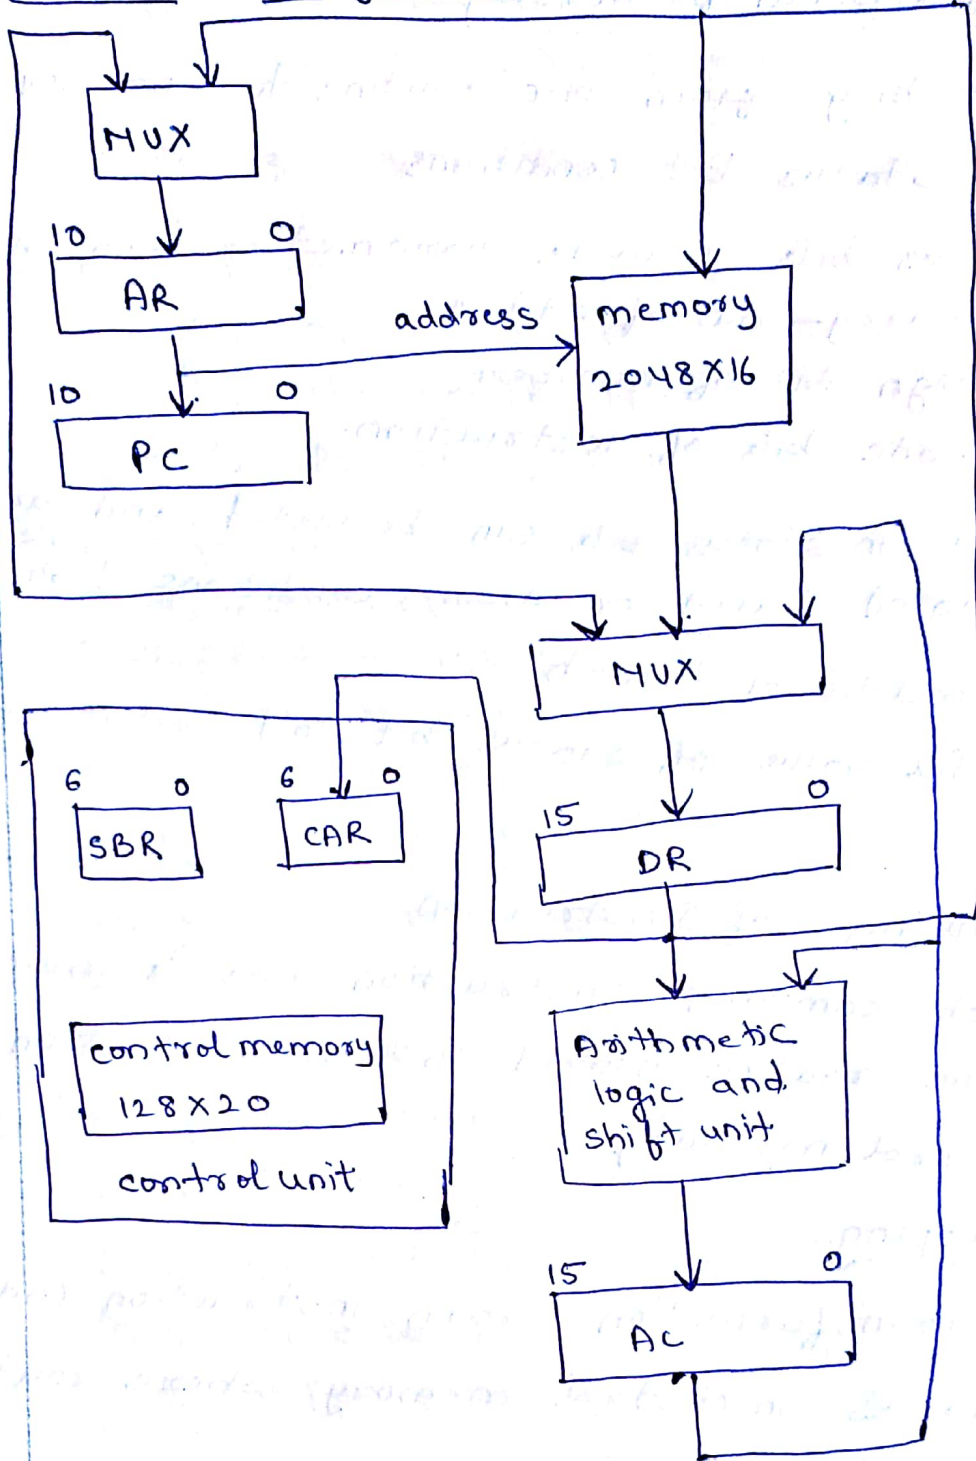 MUX
10 0
AR
address
memory
2048X16
10 0
PC
MUX
6 0
SBR
6 0
CAR
15 0
DR
control memory
128X20
control unit
Arithmetic
logic and
shift unit
15 0
AC